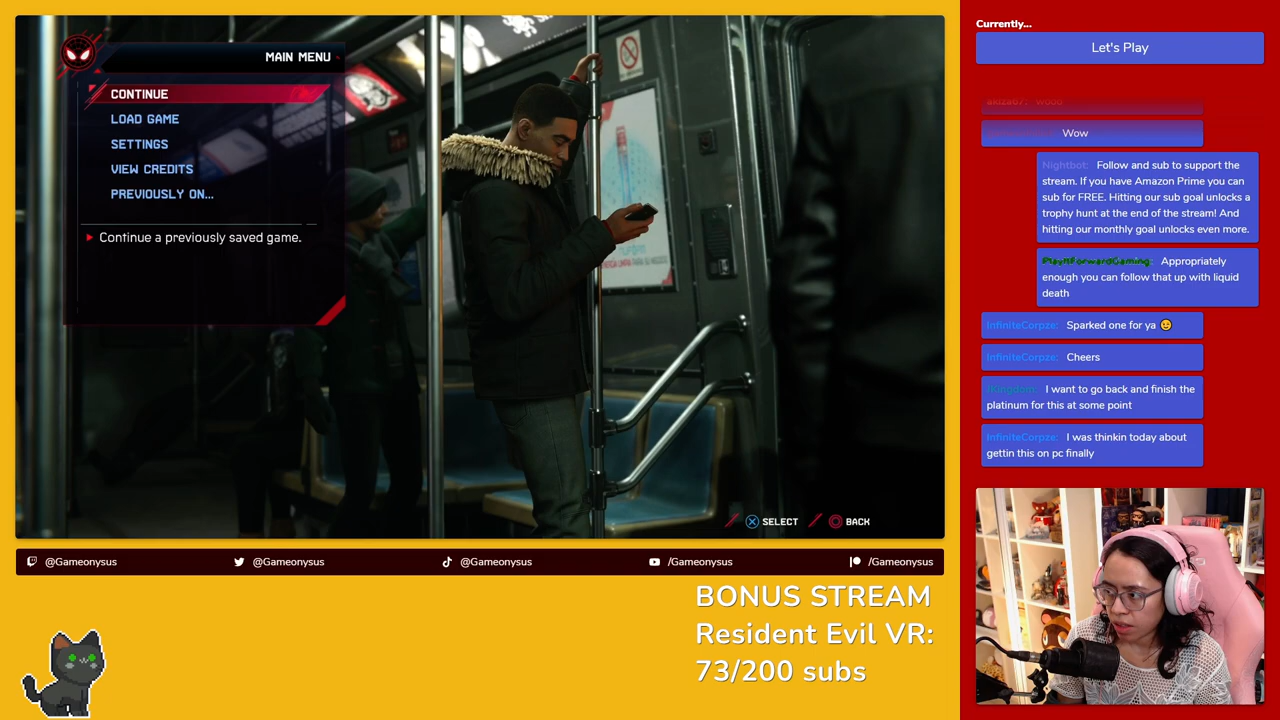 MAIN MENU
CONTINUE
LOAD GAME
SETTINGS
VIEW CREDITS
PREVIOUSLY ON...
Continue a previously saved game.
SELECT
BACK
@Gameonysus
@Gameonysus
@Gameonysus
/Gameonysus
/Gameonysus
BONUS STREAM
Resident Evil VR:
73/200 subs
Currently...
Let's Play
akiza67: wooo
Wow
Nightbot: Follow and sub to support the
stream. If you have Amazon Prime you can
sub for FREE. Hitting our sub goal unlocks a
trophy hunt at the end of the stream! And
hitting our monthly goal unlocks even more.
PlayItForwardGaming: Appropriately
enough you can follow that up with liquid
death
InfiniteCorpze: Sparked one for ya
InfiniteCorpze: Cheers
I want to go back and finish the
platinum for this at some point
InfiniteCorpze: I was thinkin today about
gettin this on pc finally